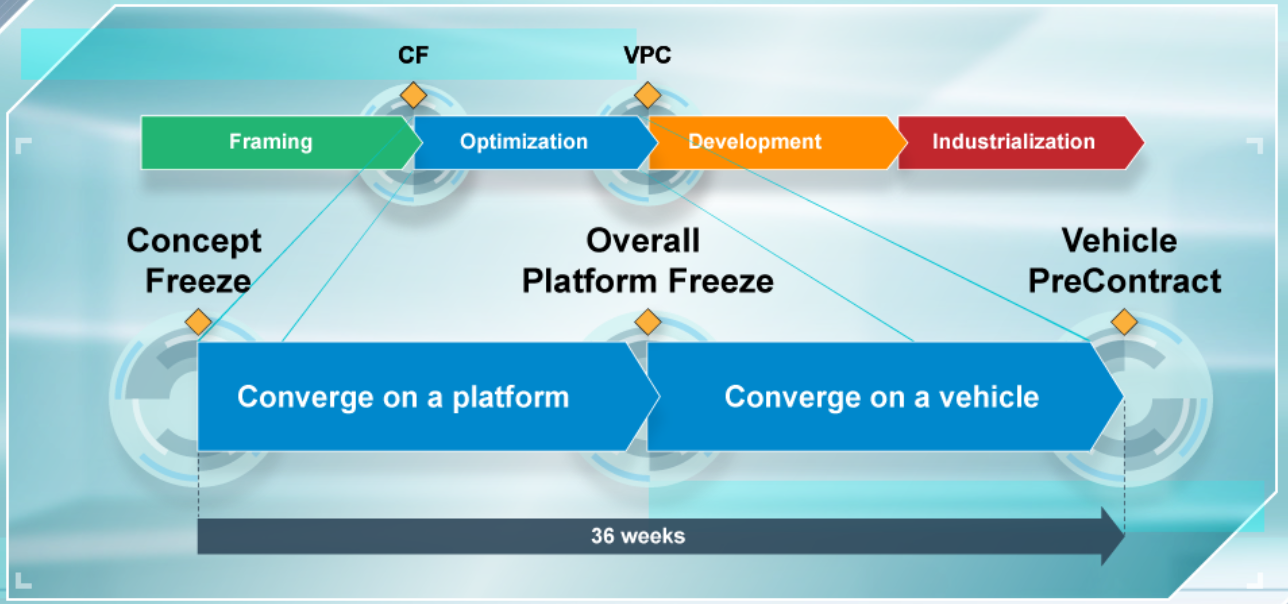 CF
VPC
Framing
Optimization
Development
Industrialization
Concept
Freeze
Overall
Platform Freeze
Vehicle
PreContract
Converge on a platform
Converge on a vehicle
36 weeks